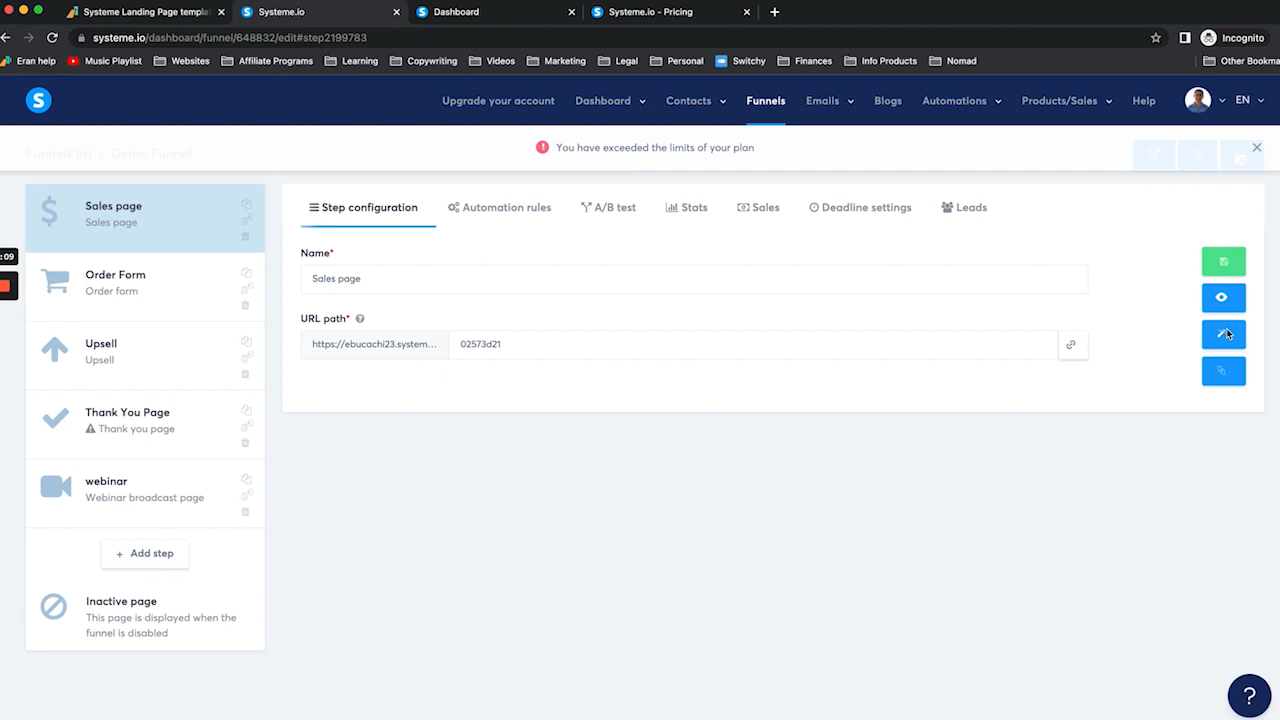 Systeme Landing Page templat
Systeme.io
Dashboard
Systeme.io - Pricing
systeme.io/dashboard/funnel/648832/edit#step2199783
Incognito
Eran help
Music Playlist
Websites
Affiliate Programs
Learning
Copywriting
Videos
Marketing
Legal
Personal
Switchy
Finances
Info Products
Nomad
Other Bookma
S
Upgrade your account
Dashboard
Contacts
Funnels
Emails
Blogs
Automations
Products/Sales
Help
EN
Funnels list > Demo Funnel
You have exceeded the limits of your plan
Sales page
Sales page
Order Form
Order form
Upsell
Upsell
Thank You Page
Thank you page
webinar
Webinar broadcast page
+ Add step
Inactive page
This page is displayed when the
funnel is disabled
:09
Step configuration
Automation rules
A/B test
Stats
Sales
Deadline settings
Leads
Name*
Sales page
URL path*
https://ebucachi23.system...
02573d21
?